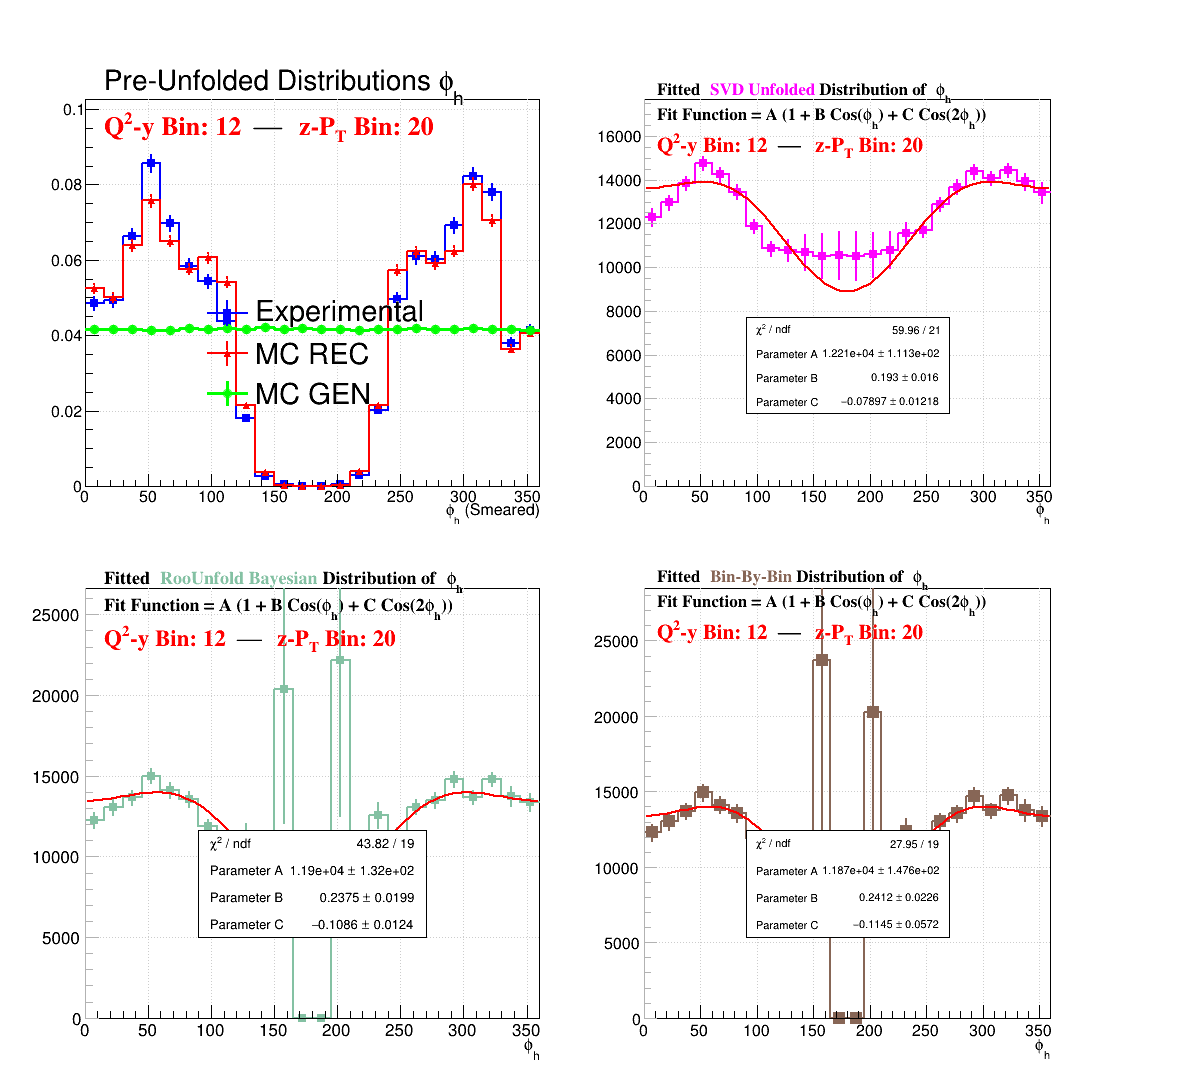 Pre-Unfolded Distributions ϕh
Q²-y Bin: 12 — z-PT Bin: 20
0.1
0.08
0.06
0.04
0.02
0
Experimental
MC REC
MC GEN
0 50 100 150 200 250 300 350
ϕh (Smeared)
Fitted SVD Unfolded Distribution of ϕh
Fit Function = A (1 + B Cos(ϕh) + C Cos(2ϕh))
Q²-y Bin: 12 — z-PT Bin: 20
16000
14000
12000
10000
8000
6000
4000
2000
0
χ² / ndf 59.96 / 21
Parameter A 1.221e+04 ± 1.113e+02
Parameter B 0.193 ± 0.016
Parameter C −0.07897 ± 0.01218
0 50 100 150 200 250 300 350
ϕh
Fitted RooUnfold Bayesian Distribution of ϕh
Fit Function = A (1 + B Cos(ϕh) + C Cos(2ϕh))
Q²-y Bin: 12 — z-PT Bin: 20
25000
20000
15000
10000
5000
0
χ² / ndf 43.82 / 19
Parameter A 1.19e+04 ± 1.32e+02
Parameter B 0.2375 ± 0.0199
Parameter C −0.1086 ± 0.0124
0 50 100 150 200 250 300 350
ϕh
Fitted Bin-By-Bin Distribution of ϕh
Fit Function = A (1 + B Cos(ϕh) + C Cos(2ϕh))
Q²-y Bin: 12 — z-PT Bin: 20
25000
20000
15000
10000
5000
0
χ² / ndf 27.95 / 19
Parameter A 1.187e+04 ± 1.476e+02
Parameter B 0.2412 ± 0.0226
Parameter C −0.1145 ± 0.0572
0 50 100 150 200 250 300 350
ϕh